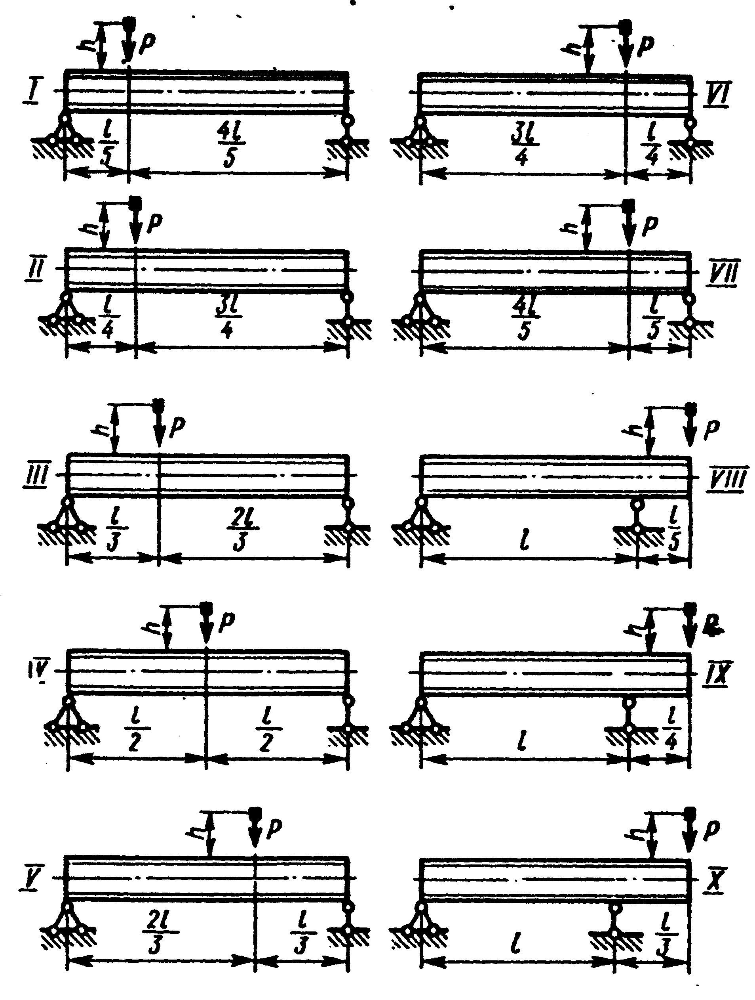 h P
h P
I
VI
l/5 4l/5
3l/4 l/4
h P
h P
II
VII
l/4 3l/4
4l/5 l/5
h P
h P
III
VIII
l/3 2l/3
l l/5
h P
h P
IV
IX
l/2 l/2
l l/4
h P
h P
V
X
2l/3 l/3
l l/3